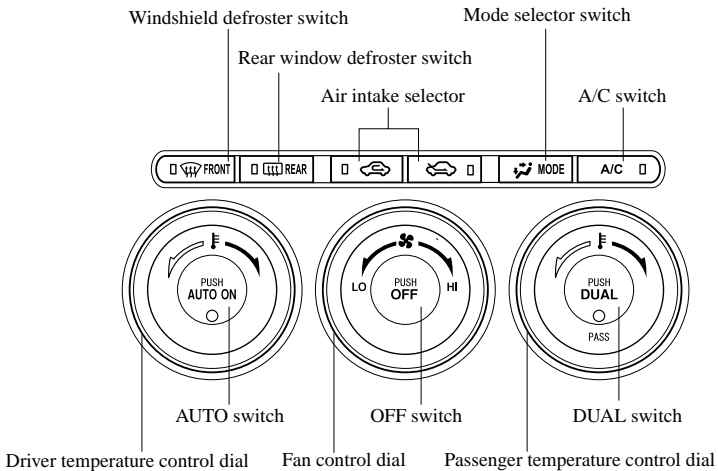 Windshield defroster switch
Mode selector switch
Rear window defroster switch
Air intake selector
A/C switch
FRONT
REAR
MODE
A/C
PUSH
AUTO ON
LO
PUSH
OFF
HI
PUSH
DUAL
PASS
AUTO switch
OFF switch
DUAL switch
Driver temperature control dial
Fan control dial
Passenger temperature control dial